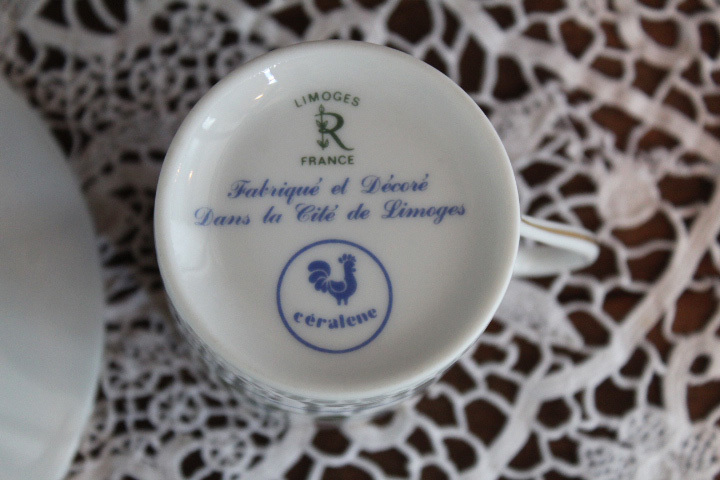 LIMOGES
R
FRANCE
Fabriqué et Décoré
Dans la Cité de Limoges
céralene